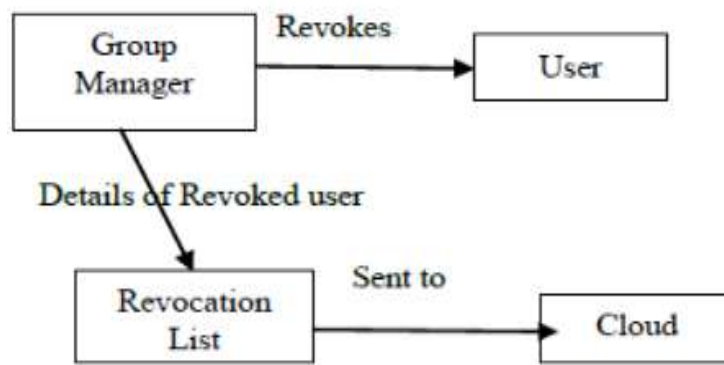 Group
Manager
Revokes
User
Details of Revoked user
Revocation
List
Sent to
Cloud